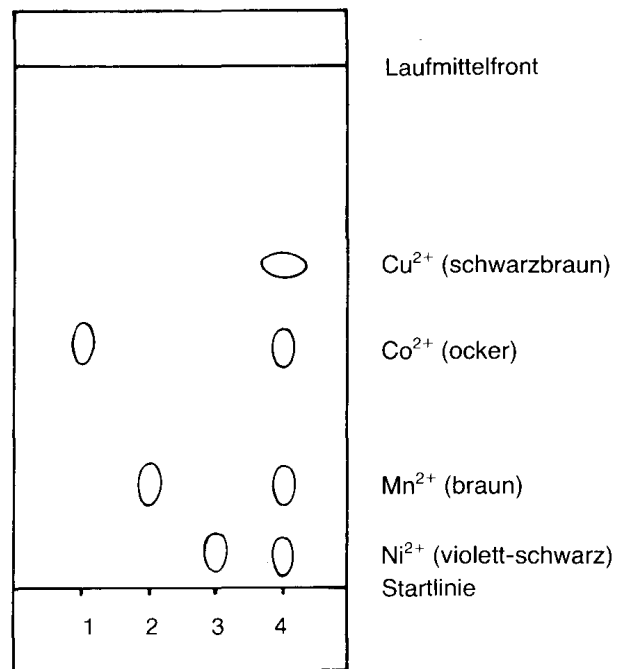 Laufmittelfront
Cu²⁺ (schwarzbraun)
Co²⁺ (ocker)
Mn²⁺ (braun)
Ni²⁺ (violett-schwarz)
Startlinie
1 2 3 4